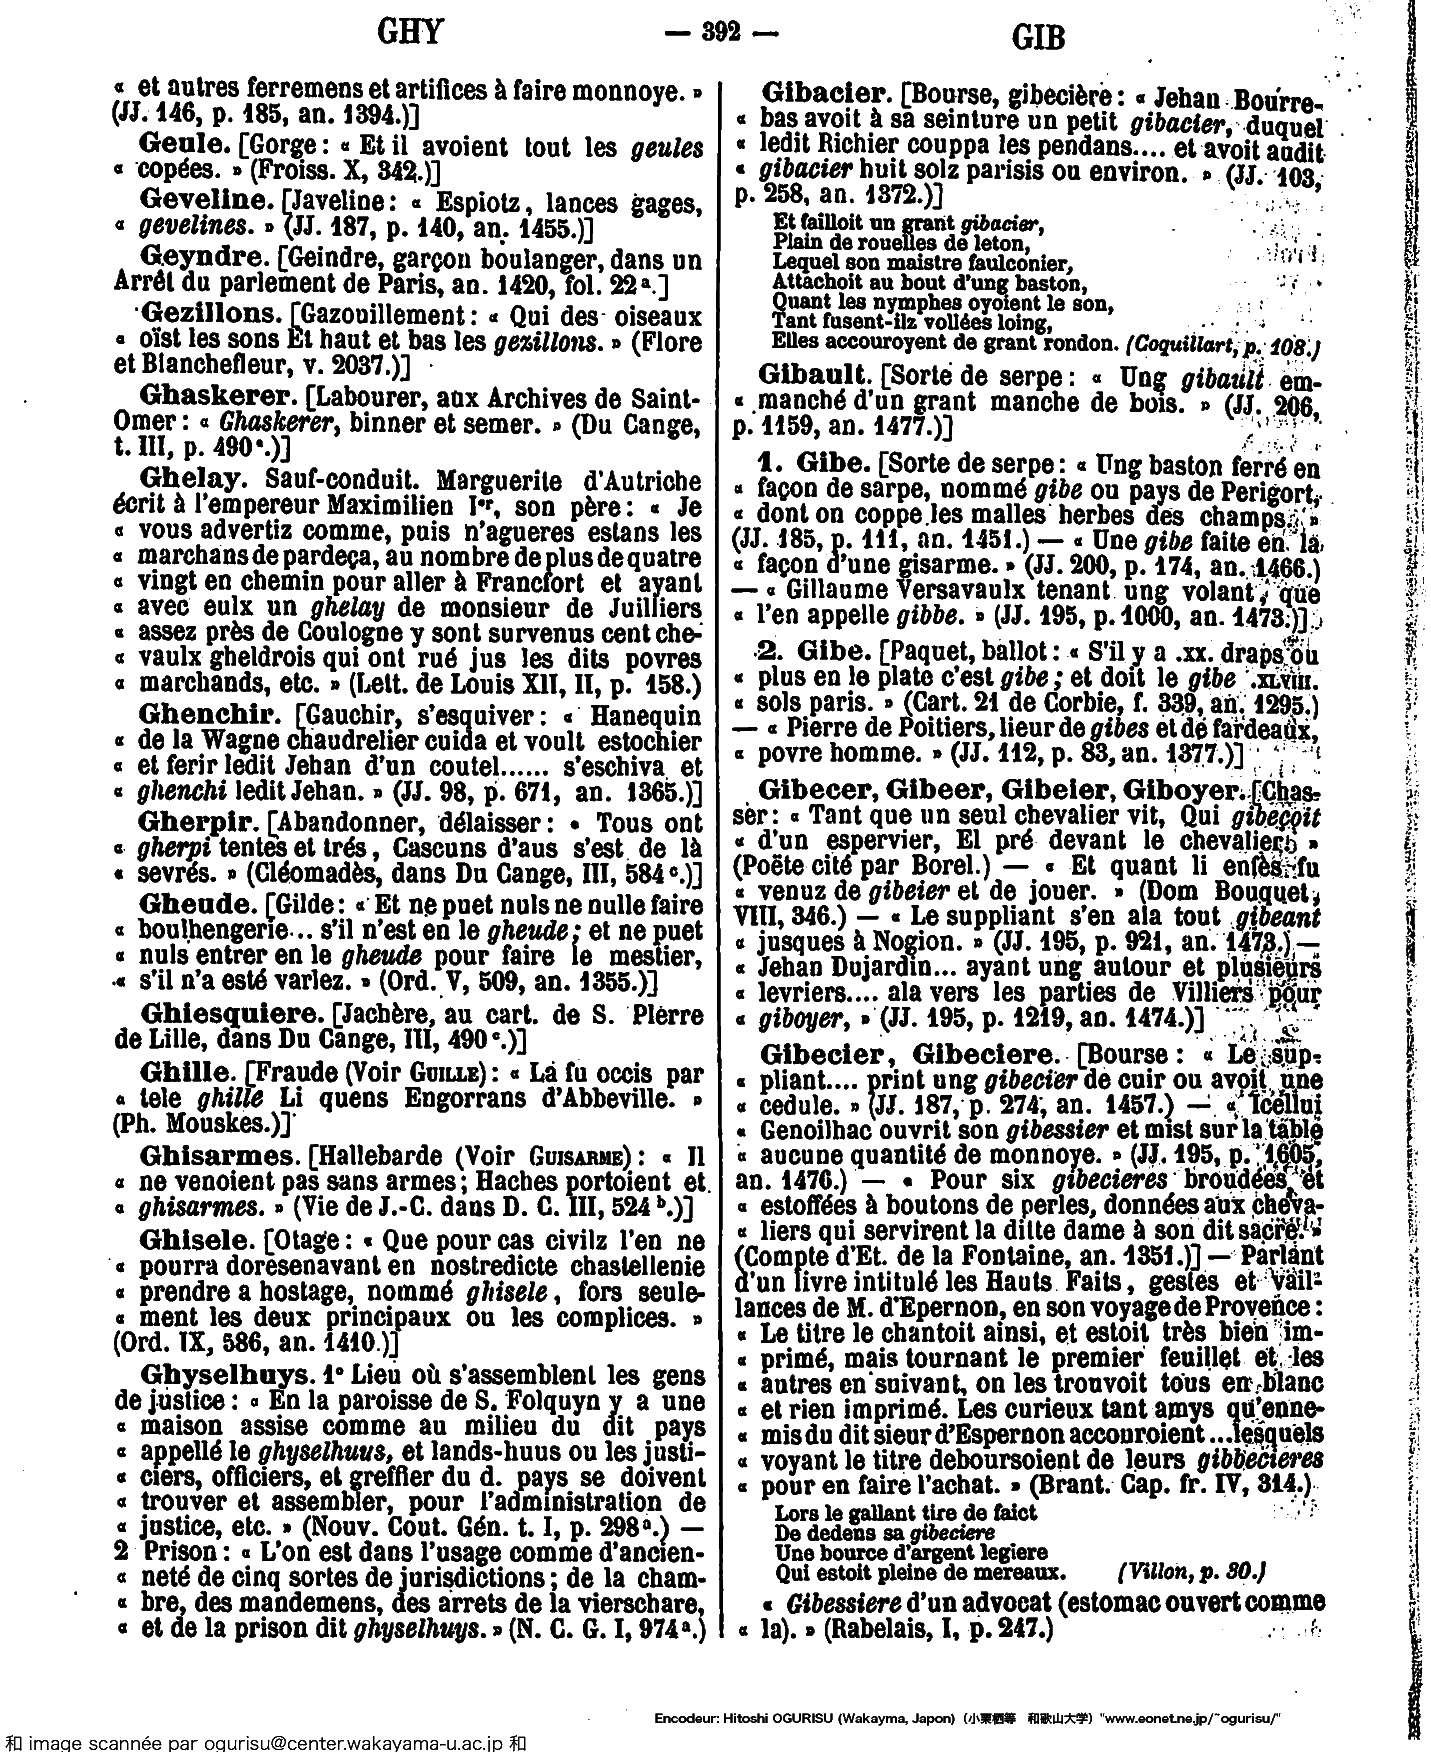 GHY
— 392 —
GIB
« et autres ferremens et artifices à faire monnoye. »
(JJ. 146, p. 185, an. 1394.)]
Geule. [Gorge : « Et il avoient tout les geules
« copées. » (Froiss. X, 342.)]
Geveline. [Javeline : « Espiotz, lances gages,
« gevelines. » (JJ. 187, p. 140, an. 1455.)]
Geyndre. [Geindre, garçon boulanger, dans un
Arrêt du parlement de Paris, an. 1420, fol. 22ª.]
Gezillons. [Gazouillement : « Qui des oiseaux
« oïst les sons Et haut et bas les gezillons. » (Flore
et Blanchefleur, v. 2037.)]
Ghaskerer. [Labourer, aux Archives de Saint-
Omer : « Ghaskerer, binner et semer. » (Du Cange,
t. III, p. 490ª.)]
Ghelay. Sauf-conduit. Marguerite d'Autriche
écrit à l'empereur Maximilien Iᵉʳ, son père : « Je
« vous advertiz comme, puis n'agueres estans les
« marchans de pardeça, au nombre de plus de quatre
« vingt en chemin pour aller à Francfort et ayant
« avec eulx un ghelay de monsieur de Juilliers
« assez près de Coulogne y sont survenus cent che-
« vaulx gheldrois qui ont rué jus les dits povres
« marchands, etc. » (Lett. de Louis XII, II, p. 158.)
Ghenchir. [Gauchir, s'esquiver : « Hanequin
« de la Wagne chaudrelier cuida et voult estochier
« et ferir ledit Jehan d'un coutel...... s'eschiva et
« ghenchi ledit Jehan. » (JJ. 98, p. 671, an. 1365.)]
Gherpir. [Abandonner, délaisser : « Tous ont
« gherpi tentes et trés, Cascuns d'aus s'est de là
« sevrés. » (Cléomadès, dans Du Cange, III, 584ᶜ.)]
Gheude. [Gilde : « Et ne puet nuls ne nulle faire
« boulhengerie... s'il n'est en le gheude ; et ne puet
« nuls entrer en le gheude pour faire le mestier,
« s'il n'a esté varlez. » (Ord. V, 509, an. 1355.)]
Ghiesquiere. [Jachère, au cart. de S. Pierre
de Lille, dans Du Cange, III, 490ᶜ.)]
Ghille. [Fraude (Voir GUILLE) : « La fu occis par
« tele ghille Li quens Engorrans d'Abbeville. »
(Ph. Mouskes.)]
Ghisarmes. [Hallebarde (Voir GUISARME) : « Il
« ne venoient pas sans armes ; Haches portoient et
« ghisarmes. » (Vie de J.-C. dans D. C. III, 524ᵇ.)]
Ghisele. [Otage : « Que pour cas civilz l'en ne
« pourra doresenavant en nostredicte chastellenie
« prendre a hostage, nommé ghisele, fors seule-
« ment les deux principaux ou les complices. »
(Ord. IX, 586, an. 1410.)]
Ghyselhuys. 1° Lieu où s'assemblent les gens
de justice : « En la paroisse de S. Folquyn y a une
« maison assise comme au milieu du dit pays
« appellé le ghyselhuus, et lands-huus ou les justi-
« ciers, officiers, et greffier du d. pays se doivent
« trouver et assembler, pour l'administration de
« justice, etc. » (Nouv. Cout. Gén. t. I, p. 298ª.) —
2 Prison : « L'on est dans l'usage comme d'ancien-
« neté de cinq sortes de jurisdictions ; de la cham-
« bre, des mandemens, des arrets de la vierschare,
« et de la prison dit ghyselhuys. » (N. C. G. I, 974ª.)
Gibacier. [Bourse, gibecière : « Jehan Bourre-
« bas avoit à sa seinture un petit gibacier, duquel
« ledit Richier couppa les pendans.... et avoit audit
« gibacier huit solz parisis ou environ. » (JJ. 103,
p. 258, an. 1372.)]
Et failloit un grant gibacier,
Plain de rouelles de leton,
Lequel son maistre faulconier,
Attachoit au bout d'ung baston,
Quant les nymphes oyoient le son,
Tant fusent-ilz vollées loing,
Elles accouroyent de grant rondon. (Coquillart, p. 108.)
Gibault. [Sorte de serpe : « Ung gibault em-
« manché d'un grant manche de bois. » (JJ. 206,
p. 1159, an. 1477.)]
1. Gibe. [Sorte de serpe : « Ung baston ferré en
« façon de sarpe, nommé gibe ou pays de Perigort,
« dont on coppe les malles herbes des champs. »
(JJ. 185, p. 111, an. 1451.) — « Une gibe faite en la
« façon d'une gisarme. » (JJ. 200, p. 174, an. 1466.)
— « Gillaume Versavaulx tenant ung volant, que
« l'en appelle gibbe. » (JJ. 195, p. 1000, an. 1473.)]
2. Gibe. [Paquet, ballot : « S'il y a .xx. draps ou
« plus en le plate c'est gibe ; et doit le gibe .XLVIII.
« sols paris. » (Cart. 21 de Corbie, f. 339, an. 1295.)
— « Pierre de Poitiers, lieur de gibes et de fardeaux,
« povre homme. » (JJ. 112, p. 83, an. 1377.)]
Gibecer, Gibeer, Gibeier, Giboyer. [Chas-
ser : « Tant que un seul chevalier vit, Qui gibeçoit
« d'un espervier, El pré devant le chevalier. »
(Poëte cité par Borel.) — « Et quant li enfès fu
« venuz de gibeier et de jouer. » (Dom Bouquet,
VIII, 346.) — « Le suppliant s'en ala tout gibeant
« jusques à Nogion. » (JJ. 195, p. 921, an. 1473.) —
« Jehan Dujardin... ayant ung autour et plusieurs
« levriers.... ala vers les parties de Villiers pour
« giboyer, » (JJ. 195, p. 1219, an. 1474.)]
Gibecier, Gibeciere. [Bourse : « Le sup-
« pliant.... print ung gibecier de cuir ou avoit une
« cedule. » (JJ. 187, p. 274, an. 1457.) — « Icellui
« Genoilhac ouvrit son gibessier et mist sur la table
« aucune quantité de monnoye. » (JJ. 195, p. 1605,
an. 1476.) — « Pour six gibecieres broudées et
« estoffées à boutons de perles, données aux cheva-
« liers qui servirent la ditte dame à son dit sacre. »
(Compte d'Et. de la Fontaine, an. 1351.)] — Parlant
d'un livre intitulé les Hauts Faits, gestes et vail-
lances de M. d'Epernon, en son voyage de Provence :
« Le titre le chantoit ainsi, et estoit très bien im-
« primé, mais tournant le premier feuillet et les
« autres en suivant, on les trouvoit tous en blanc
« et rien imprimé. Les curieux tant amys qu'enne-
« mis du dit sieur d'Espernon accouroient ...lesquels
« voyant le titre deboursoient de leurs gibbecieres
« pour en faire l'achat. » (Brant. Cap. fr. IV, 314.)
Lors le gallant tire de faict
De dedens sa gibeciere
Une bource d'argent legiere
Qui estoit pleine de mereaux. (Villon, p. 80.)
« Gibessiere d'un advocat (estomac ouvert comme
« la). » (Rabelais, I, p. 247.)
Encodeur: Hitoshi OGURISU (Wakayma, Japon) (小栗栖等 和歌山大学) "www.eonet.ne.jp/~ogurisu/"
和 image scannée par ogurisu@center.wakayama-u.ac.jp 和